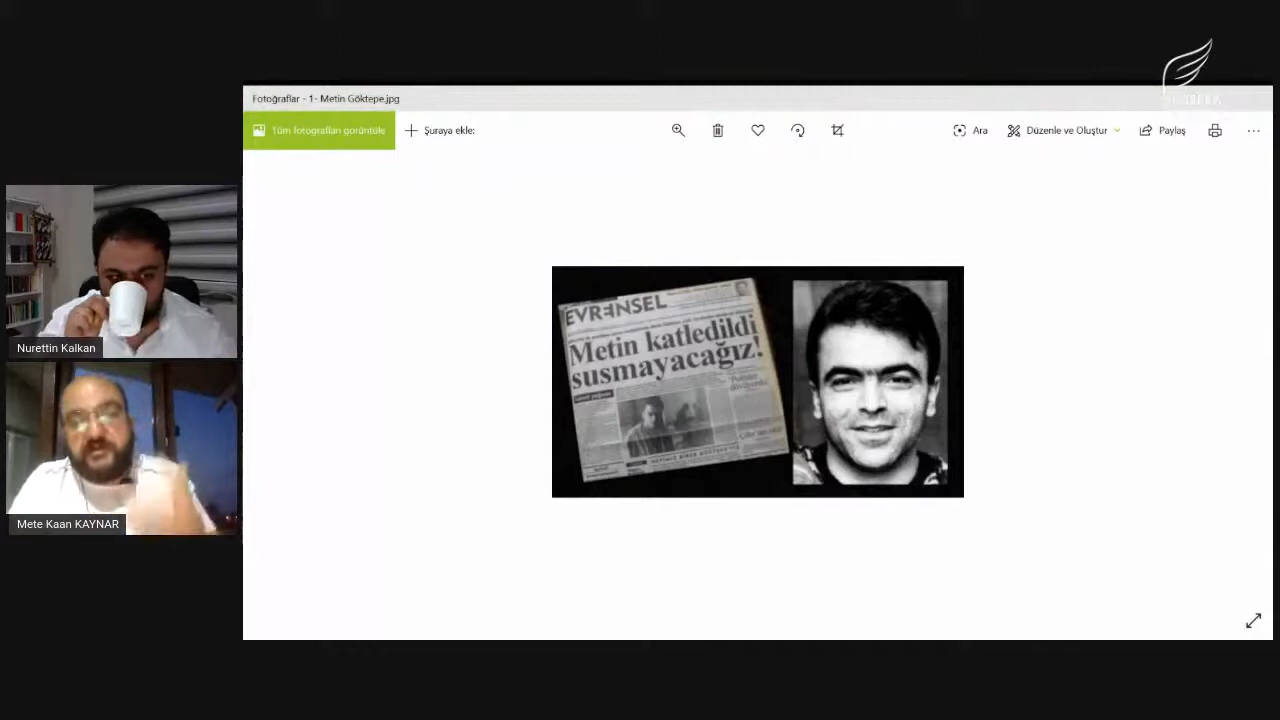 Fotoğraflar - 1- Metin Göktepe.jpg
Tüm fotoğrafları görüntüle
Şuraya ekle:
Ara
Düzenle ve Oluştur
Paylaş
EVRENSEL
Metin katledildi
susmayacağız!
Nurettin Kalkan
Mete Kaan KAYNAR